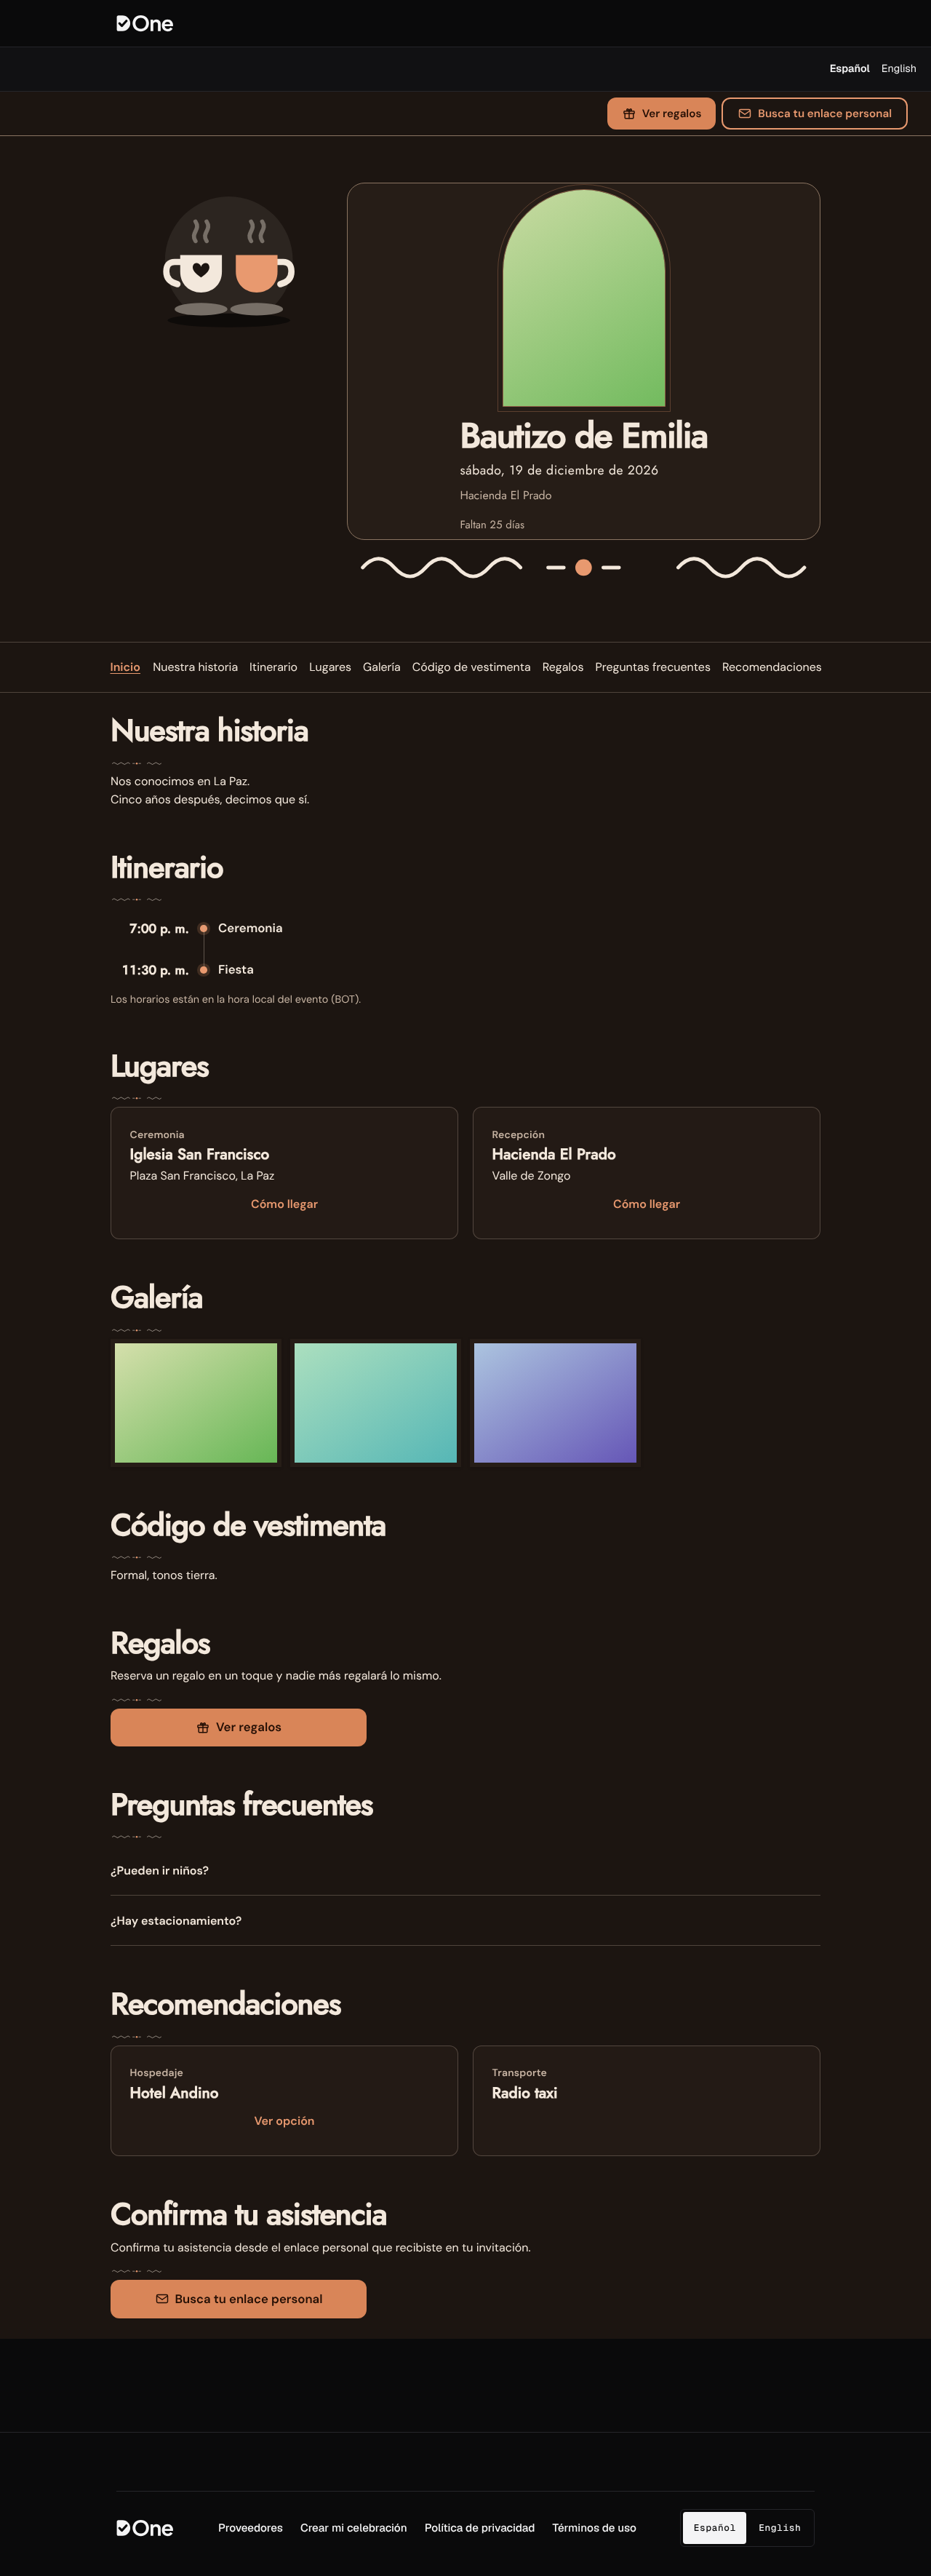 One
Español English
Ver regalos Busca tu enlace personal
Bautizo de Emilia
sábado, 19 de diciembre de 2026
Hacienda El Prado
Faltan 25 días
Inicio Nuestra historia Itinerario Lugares Galería Código de vestimenta Regalos Preguntas frecuentes Recomendaciones
Nuestra historia
Nos conocimos en La Paz.
Cinco años después, decimos que sí.
Itinerario
7:00 p. m. Ceremonia
11:30 p. m. Fiesta
Los horarios están en la hora local del evento (BOT).
Lugares
Ceremonia
Iglesia San Francisco
Plaza San Francisco, La Paz
Cómo llegar
Recepción
Hacienda El Prado
Valle de Zongo
Cómo llegar
Galería
Código de vestimenta
Formal, tonos tierra.
Regalos
Reserva un regalo en un toque y nadie más regalará lo mismo.
Ver regalos
Preguntas frecuentes
¿Pueden ir niños?
¿Hay estacionamiento?
Recomendaciones
Hospedaje
Hotel Andino
Ver opción
Transporte
Radio taxi
Confirma tu asistencia
Confirma tu asistencia desde el enlace personal que recibiste en tu invitación.
Busca tu enlace personal
One
Proveedores Crear mi celebración Política de privacidad Términos de uso
Español English